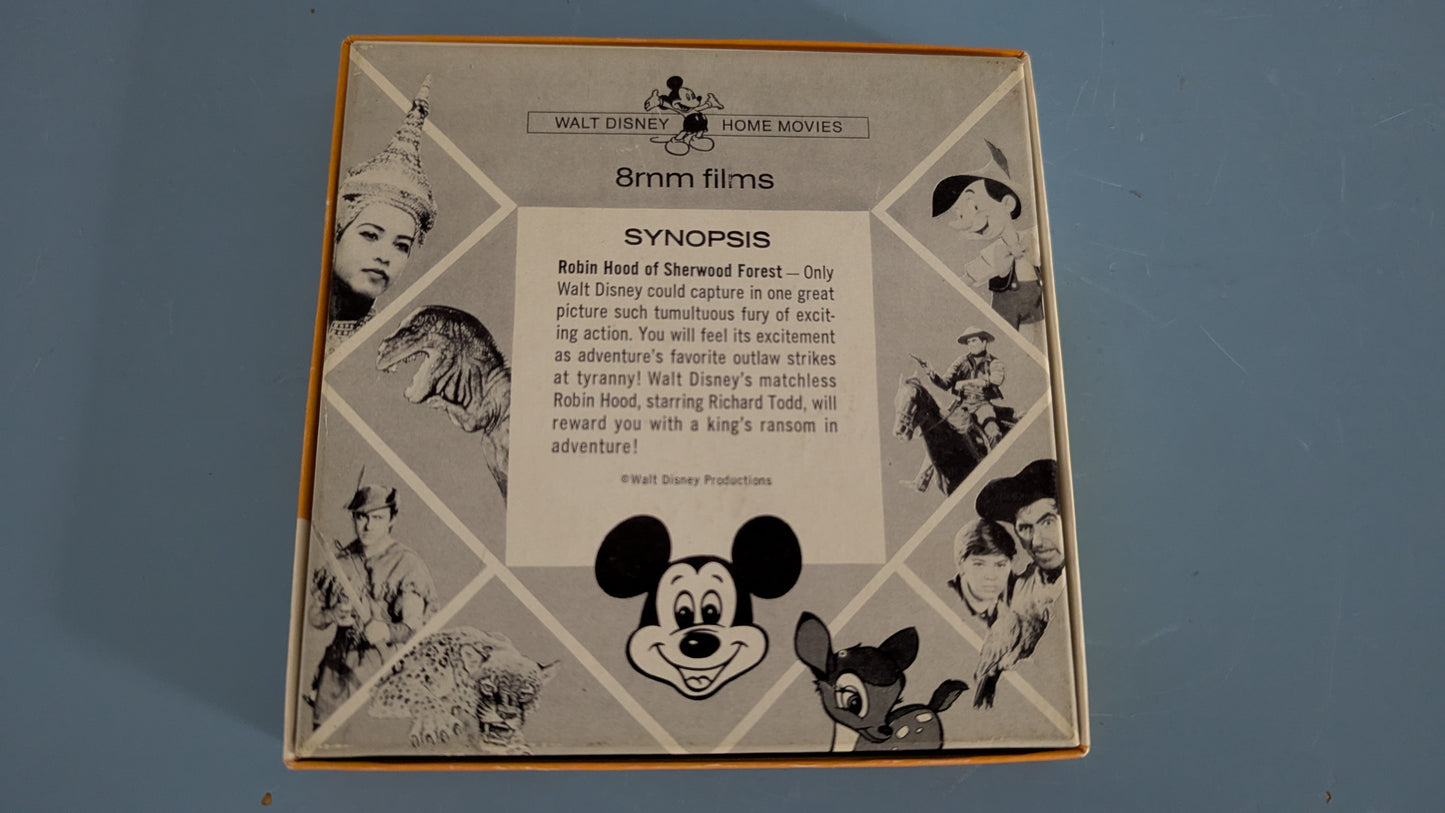 WALT DISNEY HOME MOVIES
8mm films
SYNOPSIS
Robin Hood of Sherwood Forest — Only
Walt Disney could capture in one great
picture such tumultuous fury of excit-
ing action. You will feel its excitement
as adventure's favorite outlaw strikes
at tyranny! Walt Disney's matchless
Robin Hood, starring Richard Todd, will
reward you with a king's ransom in
adventure!
©Walt Disney Productions